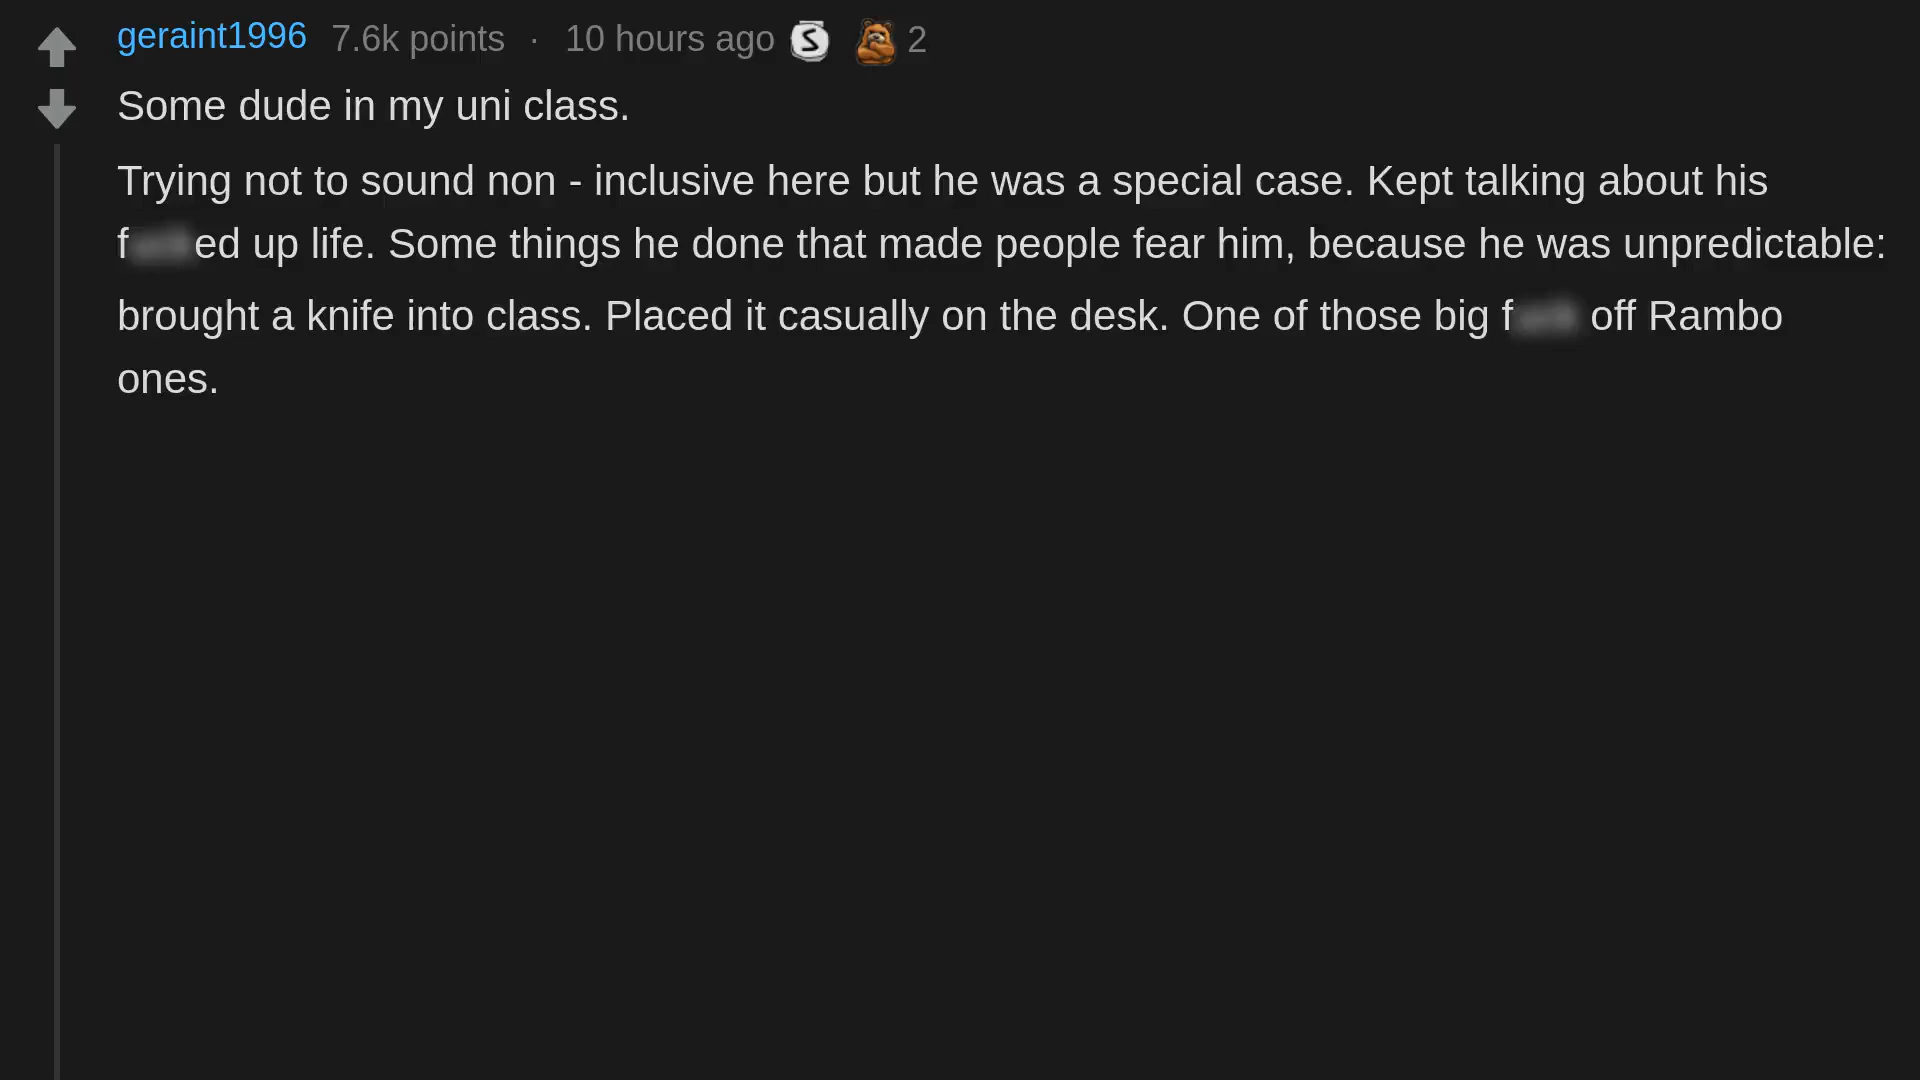 geraint1996 7.6k points · 10 hours ago S 2
Some dude in my uni class.
Trying not to sound non - inclusive here but he was a special case. Kept talking about his
f ed up life. Some things he done that made people fear him, because he was unpredictable:
brought a knife into class. Placed it casually on the desk. One of those big f off Rambo
ones.